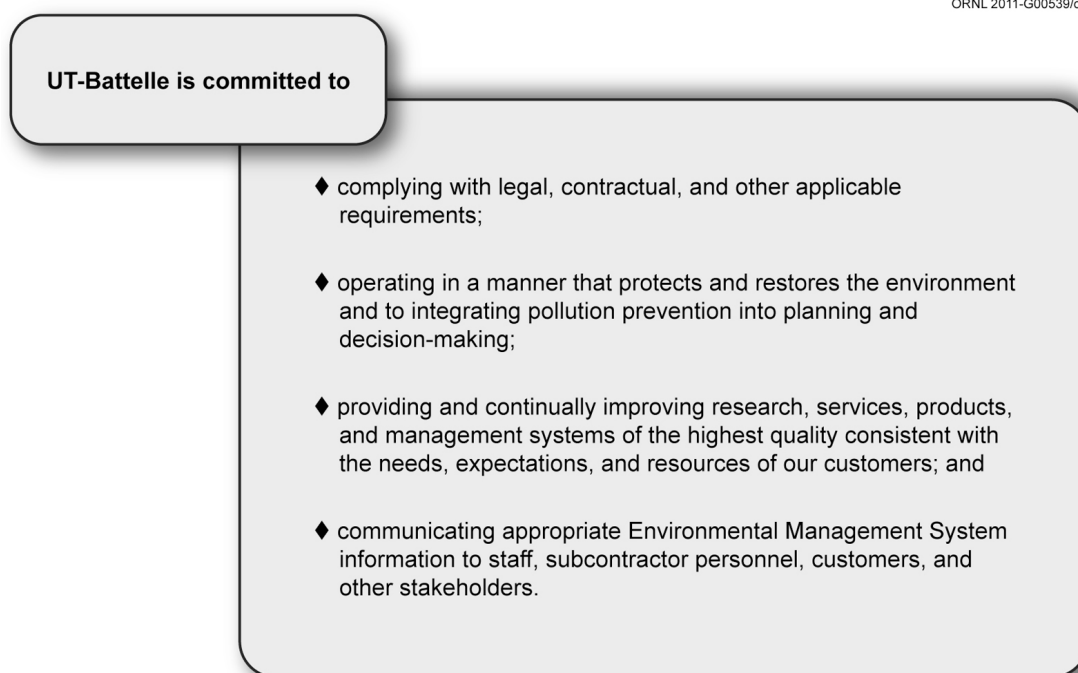 ORNL 2011-G00539/c
UT-Battelle is committed to
♦ complying with legal, contractual, and other applicable
requirements;
♦ operating in a manner that protects and restores the environment
and to integrating pollution prevention into planning and
decision-making;
♦ providing and continually improving research, services, products,
and management systems of the highest quality consistent with
the needs, expectations, and resources of our customers; and
♦ communicating appropriate Environmental Management System
information to staff, subcontractor personnel, customers, and
other stakeholders.